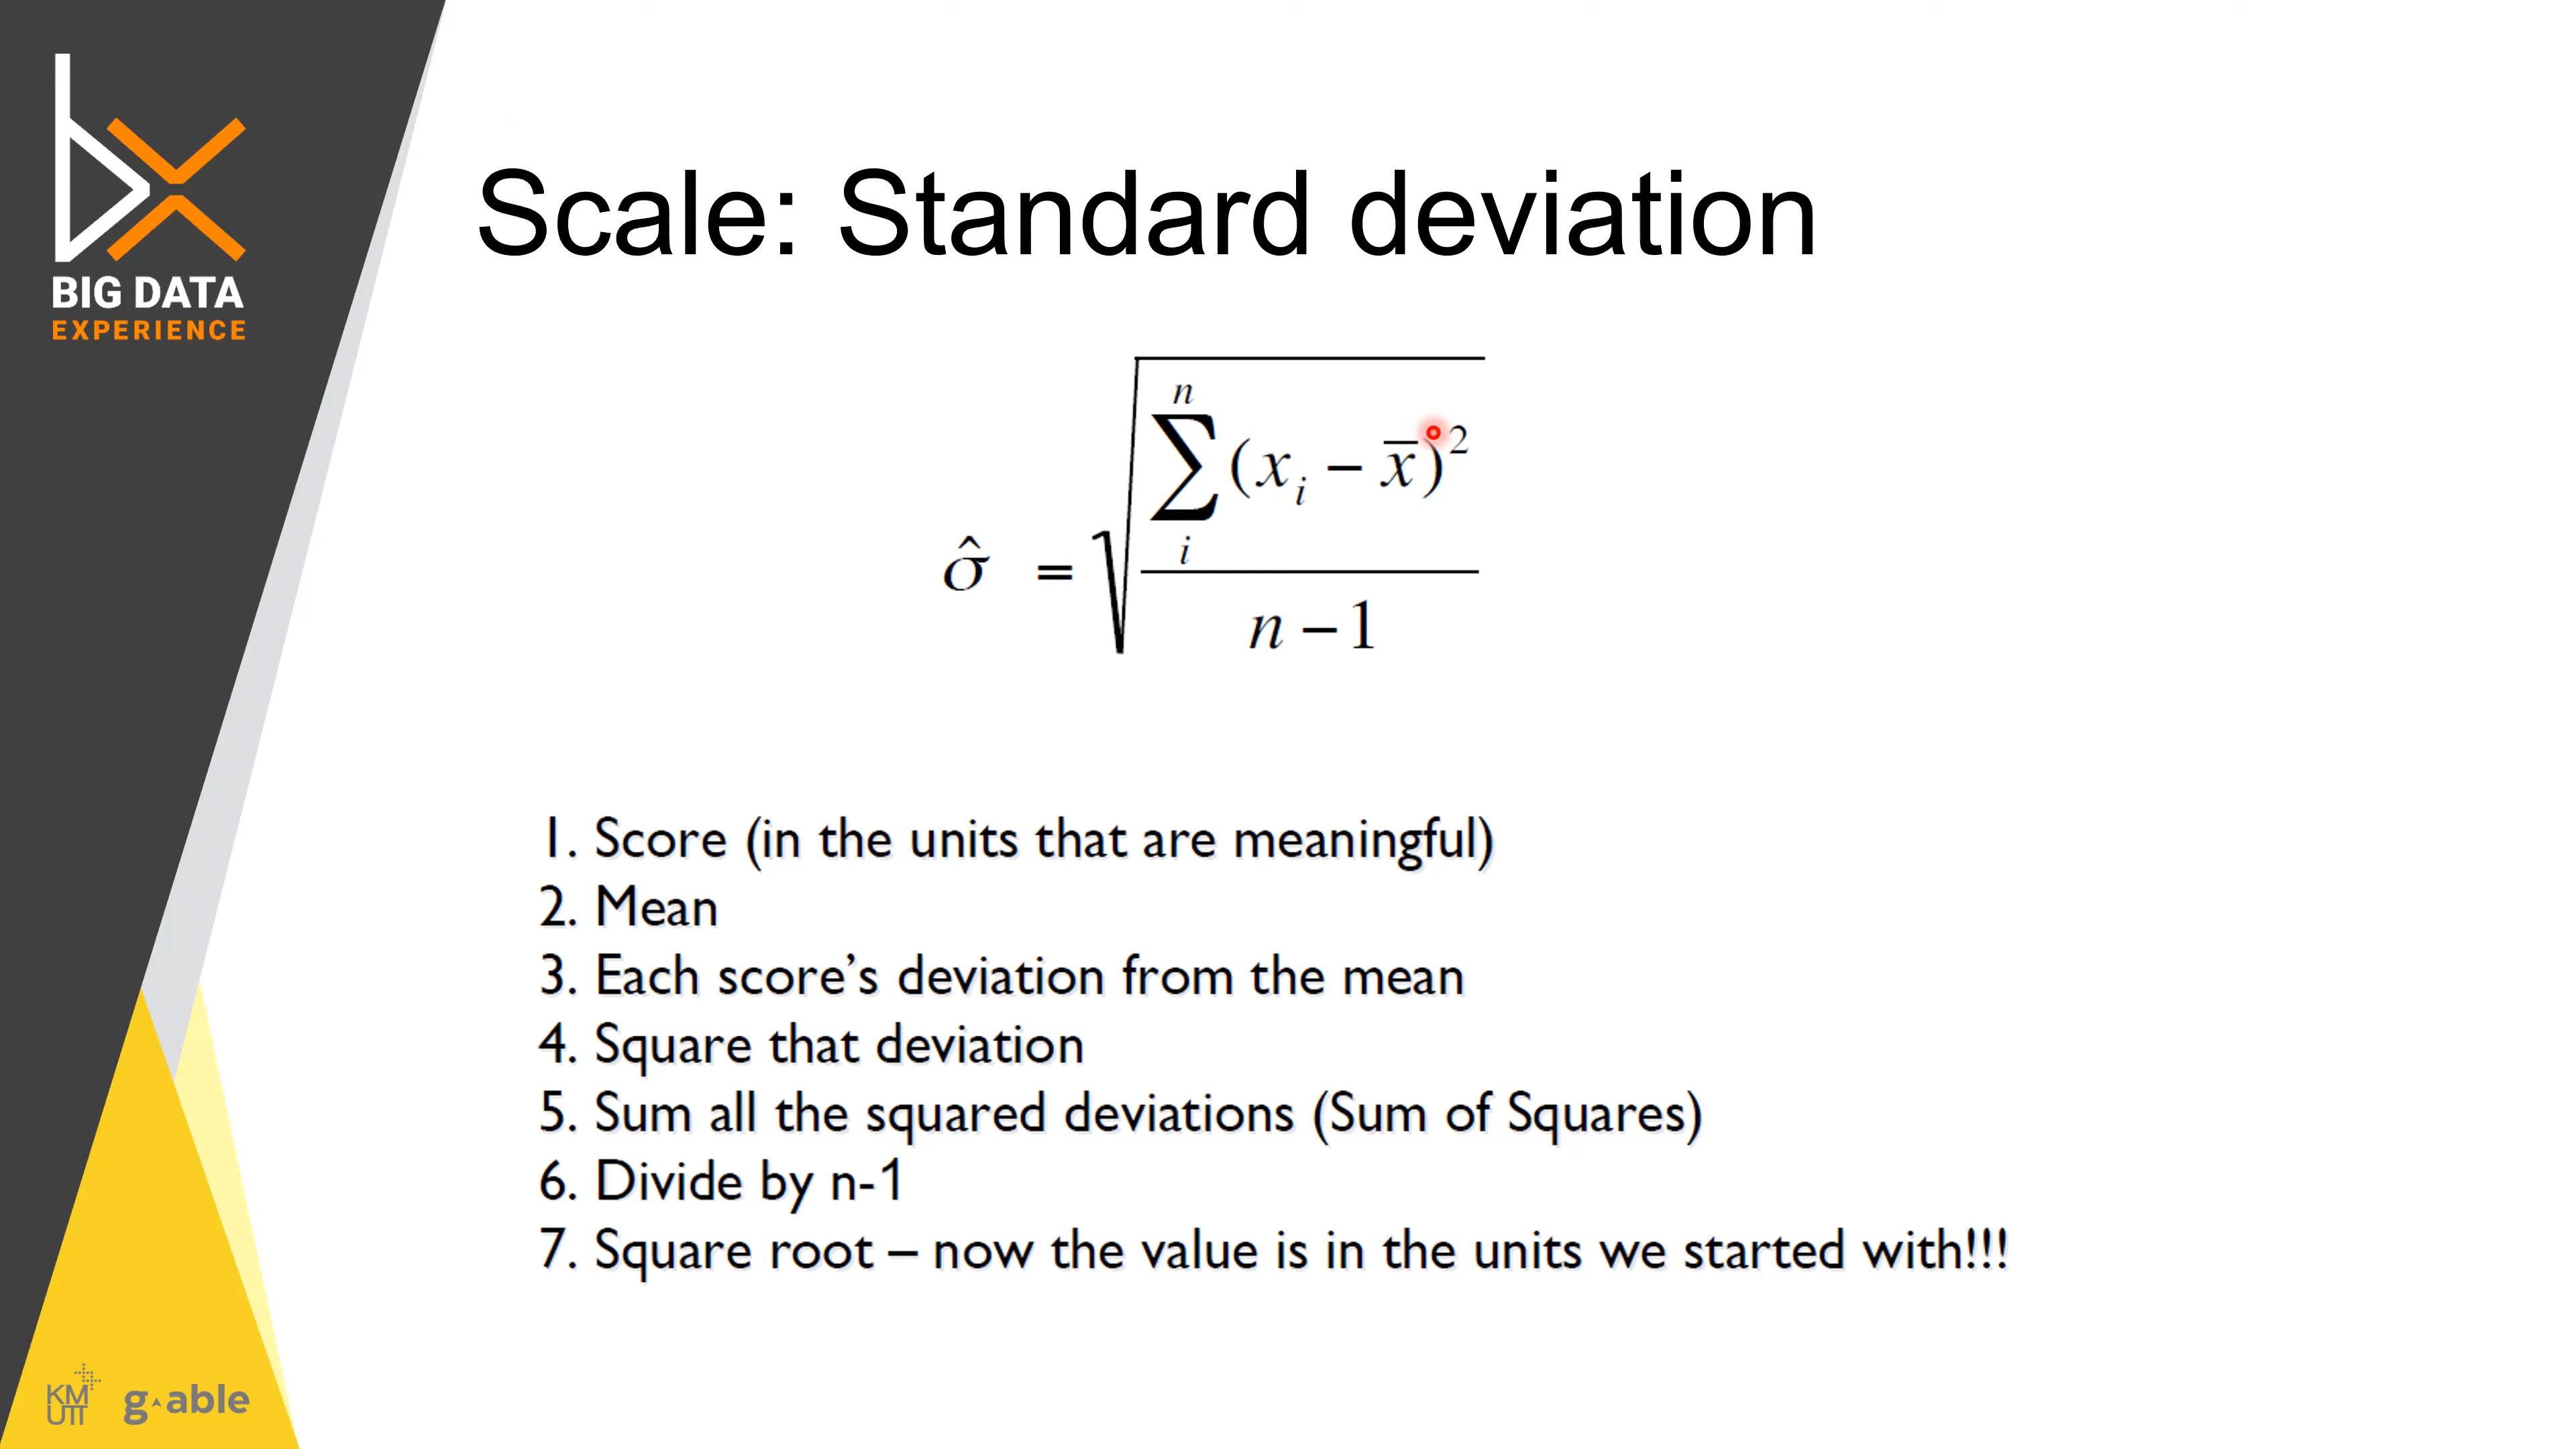 BIG DATA
EXPERIENCE
Scale: Standard deviation
σ̂ = √(∑ᵢⁿ (xᵢ − x̄)² / (n − 1))
1. Score (in the units that are meaningful)
2. Mean
3. Each score’s deviation from the mean
4. Square that deviation
5. Sum all the squared deviations (Sum of Squares)
6. Divide by n-1
7. Square root – now the value is in the units we started with!!!
KM
UTT
g-able